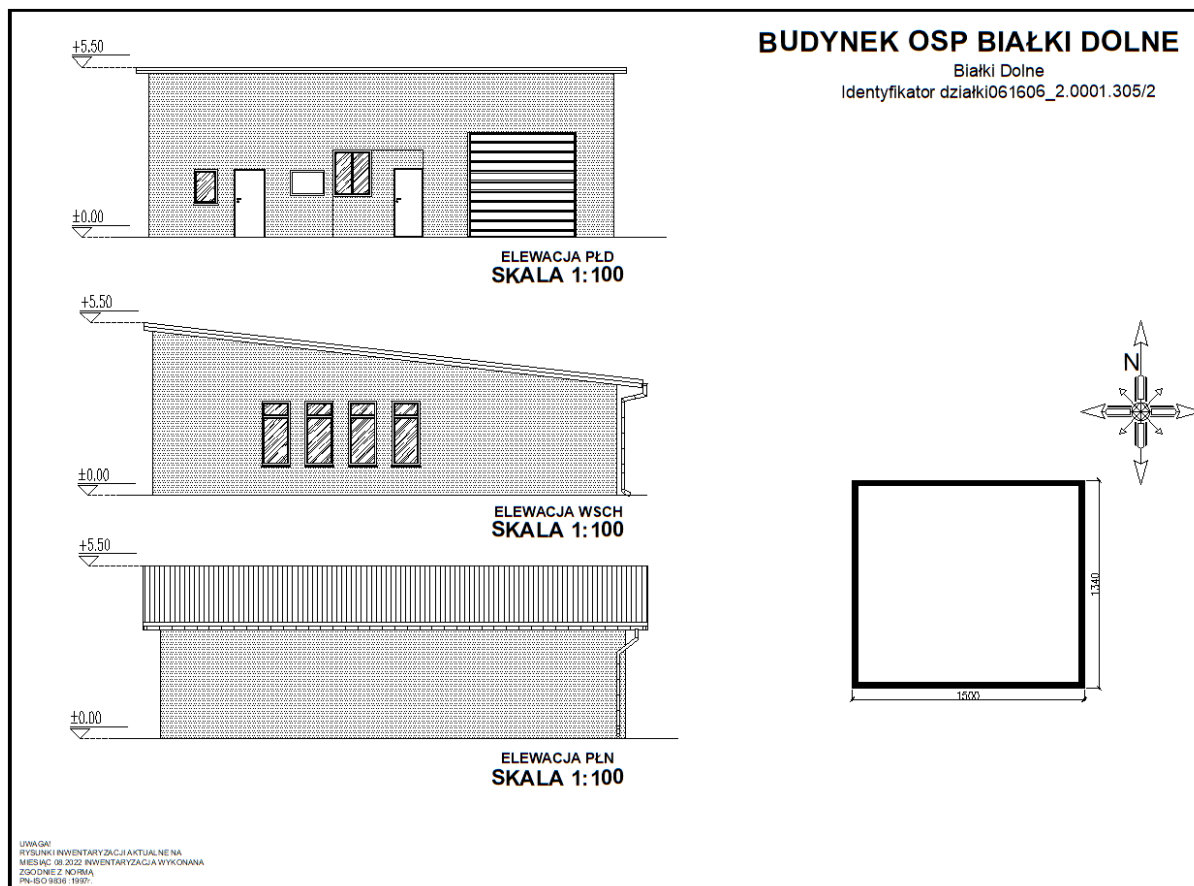 BUDYNEK OSP BIAŁKI DOLNE
Białki Dolne
Identyfikator działki061606_2.0001.305/2
+5.50
±0.00
ELEWACJA PŁD
SKALA 1:100
+5.50
±0.00
ELEWACJA WSCH
SKALA 1:100
N
1340
1500
+5.50
±0.00
ELEWACJA PŁN
SKALA 1:100
UWAGA!
RYSUNKI INWENTARYZACJI AKTUALNE NA
MIESIĄC 08.2022 INWENTARYZACJA WYKONANA
ZGODNIE Z NORMĄ
PN-ISO 9836 :1997r.